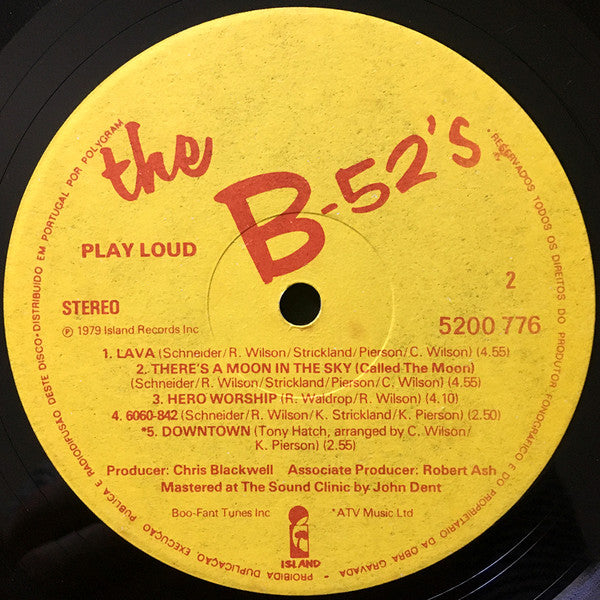 the B-52's
PLAY LOUD
2
STEREO
5200 776
℗ 1979 Island Records Inc
1. LAVA (Schneider/R. Wilson/Strickland/Pierson/C. Wilson) (4.55)
2. THERE'S A MOON IN THE SKY (Called The Moon)
(Schneider/R. Wilson/Strickland/Pierson/C. Wilson) (4.55)
3. HERO WORSHIP (R. Waldrop/R. Wilson) (4.10)
4. 6060-842 (Schneider/R. Wilson/K. Strickland/K. Pierson) (2.50)
*5. DOWNTOWN (Tony Hatch, arranged by C. Wilson/
K. Pierson) (2.55)
Producer: Chris Blackwell Associate Producer: Robert Ash
Mastered at The Sound Clinic by John Dent
Boo-Fant Tunes Inc *ATV Music Ltd
ISLAND
RESERVADOS TODOS OS DIREITOS DO PRODUTOR FONOGRÁFICO E DO PROPRIETÁRIO DA OBRA GRAVADA - PROIBIDA DUPLICAÇÃO, EXECUÇÃO PÚBLICA E RADIODIFUSÃO DESTE DISCO • DISTRIBUIDO EM PORTUGAL POR POLYGRAM